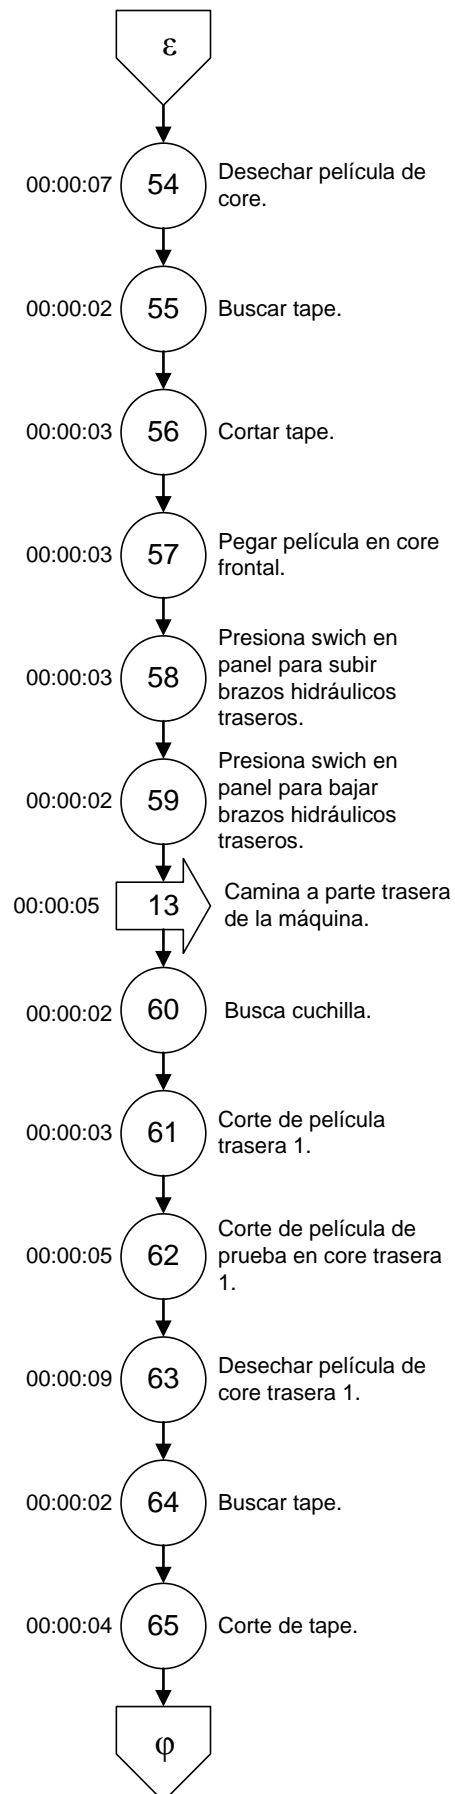 ε
00:00:07
54
Desechar película de
core.
00:00:02
55
Buscar tape.
00:00:03
56
Cortar tape.
00:00:03
57
Pegar película en core
frontal.
00:00:03
58
Presiona swich en
panel para subir
brazos hidráulicos
traseros.
00:00:02
59
Presiona swich en
panel para bajar
brazos hidráulicos
traseros.
00:00:05
13
Camina a parte trasera
de la máquina.
00:00:02
60
Busca cuchilla.
00:00:03
61
Corte de película
trasera 1.
00:00:05
62
Corte de película de
prueba en core trasera
1.
00:00:09
63
Desechar película de
core trasera 1.
00:00:02
64
Buscar tape.
00:00:04
65
Corte de tape.
φ